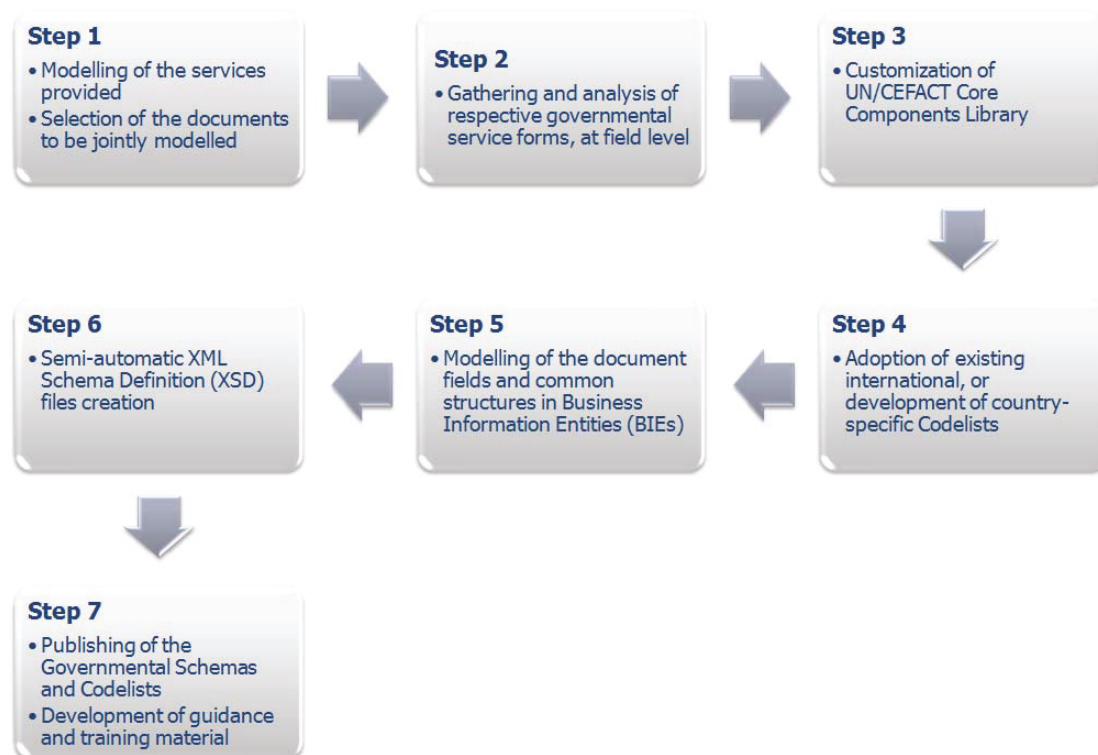 Step 1
• Modelling of the services
provided
• Selection of the documents
to be jointly modelled
Step 2
• Gathering and analysis of
respective governmental
service forms, at field level
Step 3
• Customization of
UN/CEFACT Core
Components Library
Step 4
• Adoption of existing
international, or
development of country-
specific Codelists
Step 5
• Modelling of the document
fields and common
structures in Business
Information Entities (BIEs)
Step 6
• Semi-automatic XML
Schema Definition (XSD)
files creation
Step 7
• Publishing of the
Governmental Schemas
and Codelists
• Development of guidance
and training material